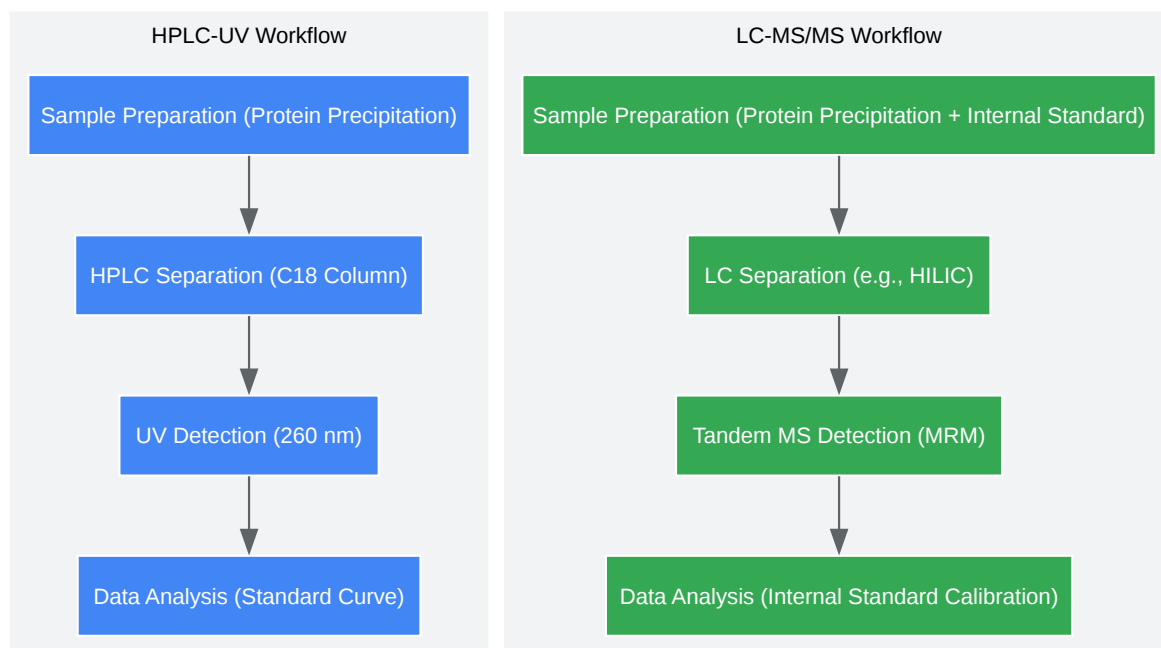 HPLC-UV Workflow
Sample Preparation (Protein Precipitation)
HPLC Separation (C18 Column)
UV Detection (260 nm)
Data Analysis (Standard Curve)
LC-MS/MS Workflow
Sample Preparation (Protein Precipitation + Internal Standard)
LC Separation (e.g., HILIC)
Tandem MS Detection (MRM)
Data Analysis (Internal Standard Calibration)